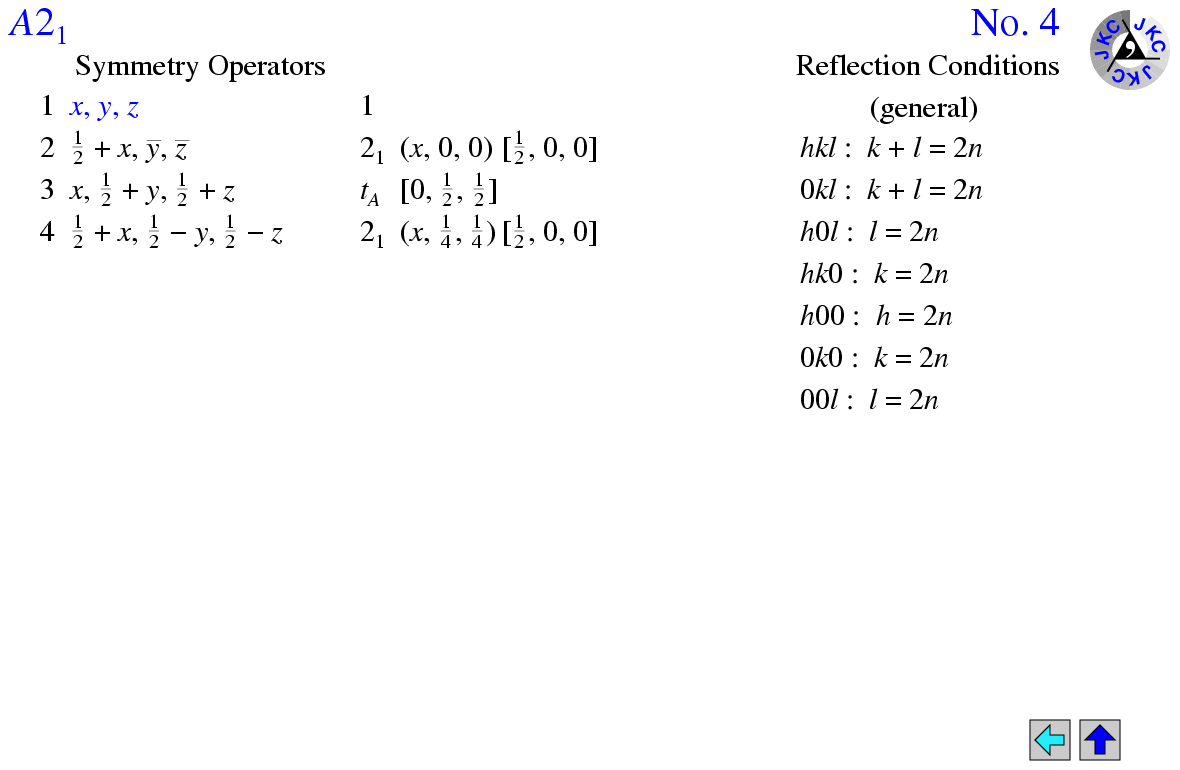 A2₁ No. 4
JKC JKC JKC JKC
Symmetry Operators Reflection Conditions
1 x, y, z 1 (general)
2 ½ + x, y̅, z̅ 2₁ (x, 0, 0) [½, 0, 0] hkl : k + l = 2n
3 x, ½ + y, ½ + z t_A [0, ½, ½] 0kl : k + l = 2n
4 ½ + x, ½ − y, ½ − z 2₁ (x, ¼, ¼) [½, 0, 0] h0l : l = 2n
hk0 : k = 2n
h00 : h = 2n
0k0 : k = 2n
00l : l = 2n